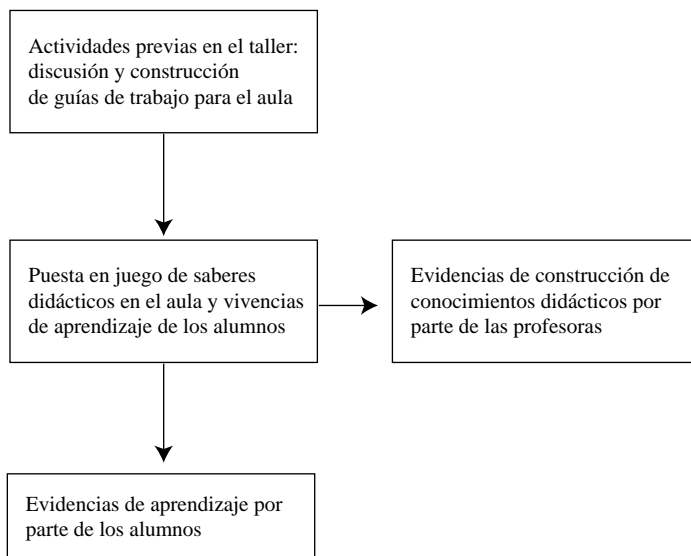 Actividades previas en el taller:
discusión y construcción
de guías de trabajo para el aula
Puesta en juego de saberes
didácticos en el aula y vivencias
de aprendizaje de los alumnos
Evidencias de construcción de
conocimientos didácticos por
parte de las profesoras
Evidencias de aprendizaje por
parte de los alumnos